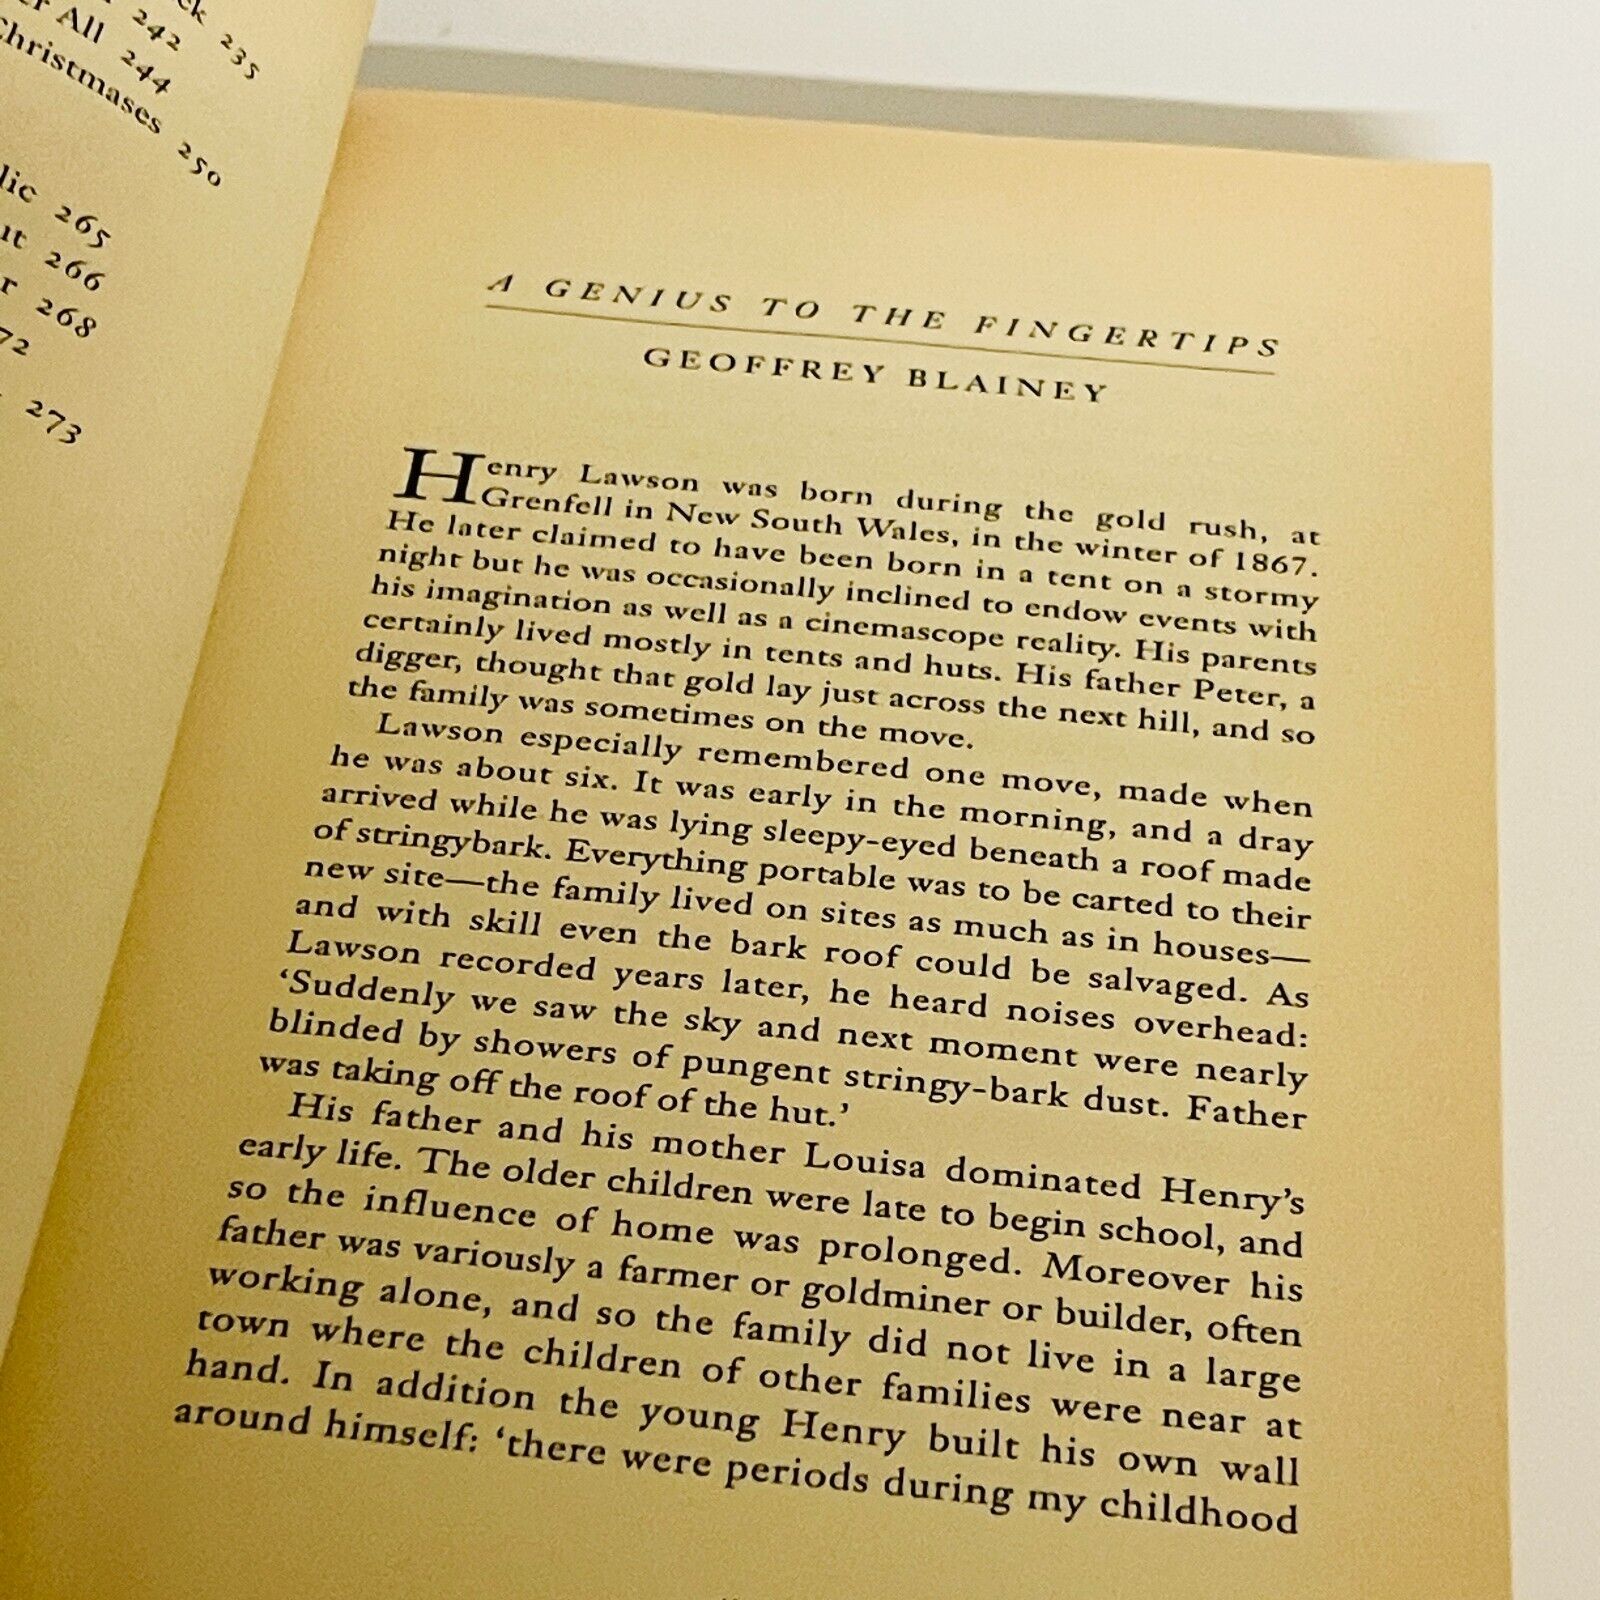 ck 235
242
er All 244
Christmases 250
lic 265
ut 266
r 268
72
273
A GENIUS TO THE FINGERTIPS
GEOFFREY BLAINEY
Henry Lawson was born during the gold rush, at
Grenfell in New South Wales, in the winter of 1867.
He later claimed to have been born in a tent on a stormy
night but he was occasionally inclined to endow events with
his imagination as well as a cinemascope reality. His parents
certainly lived mostly in tents and huts. His father Peter, a
digger, thought that gold lay just across the next hill, and so
the family was sometimes on the move.
Lawson especially remembered one move, made when
he was about six. It was early in the morning, and a dray
arrived while he was lying sleepy-eyed beneath a roof made
of stringybark. Everything portable was to be carted to their
new site—the family lived on sites as much as in houses—
and with skill even the bark roof could be salvaged. As
Lawson recorded years later, he heard noises overhead:
‘Suddenly we saw the sky and next moment were nearly
blinded by showers of pungent stringy-bark dust. Father
was taking off the roof of the hut.’
His father and his mother Louisa dominated Henry’s
early life. The older children were late to begin school, and
so the influence of home was prolonged. Moreover his
father was variously a farmer or goldminer or builder, often
working alone, and so the family did not live in a large
town where the children of other families were near at
hand. In addition the young Henry built his own wall
around himself: ‘there were periods during my childhood